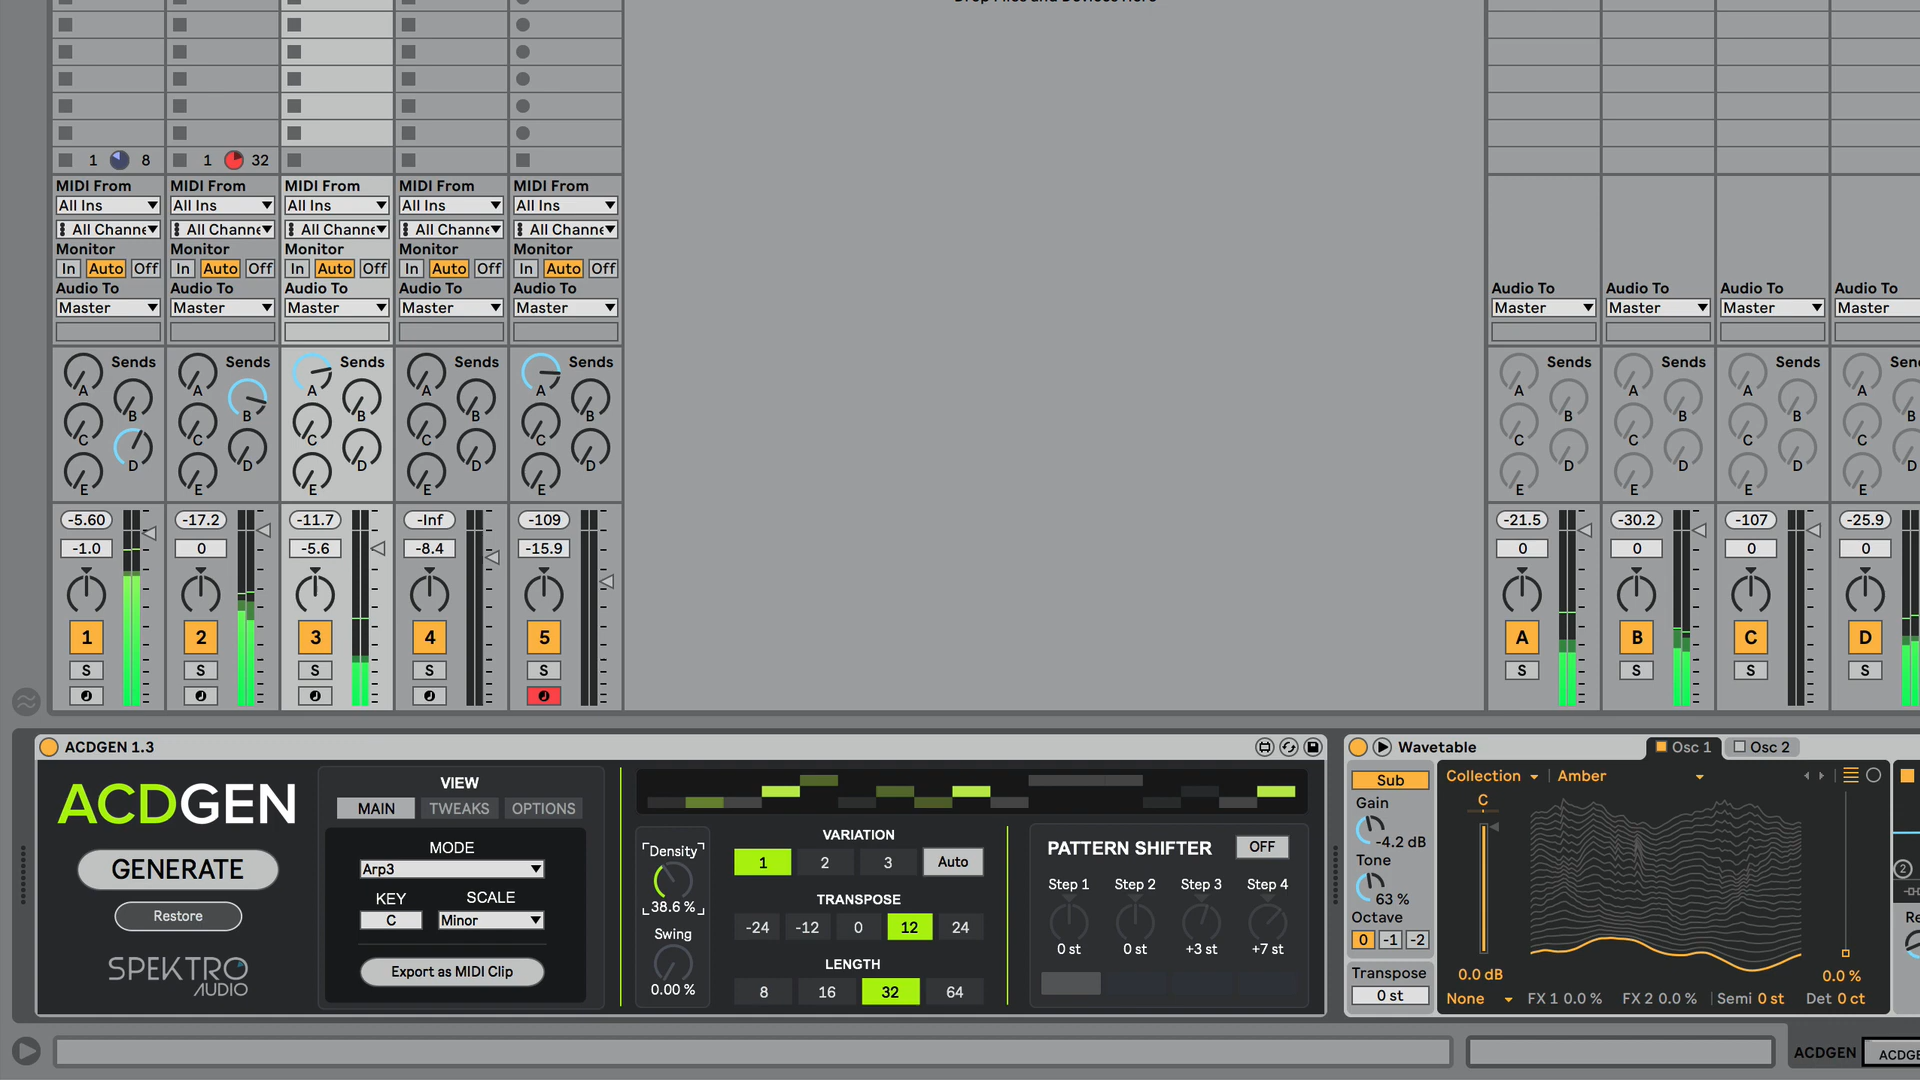 Drop Files and Devices Here
1 8 1 32
MIDI From MIDI From MIDI From MIDI From MIDI From
All Ins All Ins All Ins All Ins All Ins
All Channe All Channe All Channe All Channe All Channe
Monitor Monitor Monitor Monitor Monitor
In Auto Off In Auto Off In Auto Off In Auto Off In Auto Off
Audio To Audio To Audio To Audio To Audio To Audio To Audio To Audio To Audio To
Master Master Master Master Master Master Master Master Master
Sends Sends Sends Sends Sends Sends Sends Sends Sen
A A A A A A A A A
B B B B B B B B B
C C C C C C C C C
D D D D D D D D D
E E E E E E E E E
-5.60 -17.2 -11.7 -Inf -109 -21.5 -30.2 -107 -25.9
-1.0 0 -5.6 -8.4 -15.9 0 0 0 0
1 2 3 4 5 A B C D
S S S S S S S S S
ACDGEN 1.3
ACDGEN
GENERATE
Restore
SPEKTRO
AUDIO
VIEW
MAIN TWEAKS OPTIONS
MODE
Arp3
KEY SCALE
C Minor
Export as MIDI Clip
Density
38.6 %
Swing
0.00 %
VARIATION
1 2 3 Auto
TRANSPOSE
-24 -12 0 12 24
LENGTH
8 16 32 64
PATTERN SHIFTER OFF
Step 1 Step 2 Step 3 Step 4
0 st 0 st +3 st +7 st
Wavetable Osc 1 Osc 2
Sub
Gain
-4.2 dB
Tone
63 %
Octave
0 -1 -2
Transpose
0 st
Collection Amber
C
0.0 dB 0.0 %
None FX 1 0.0 % FX 2 0.0 % Semi 0 st Det 0 ct
2
Re
ACDGEN ACDGE